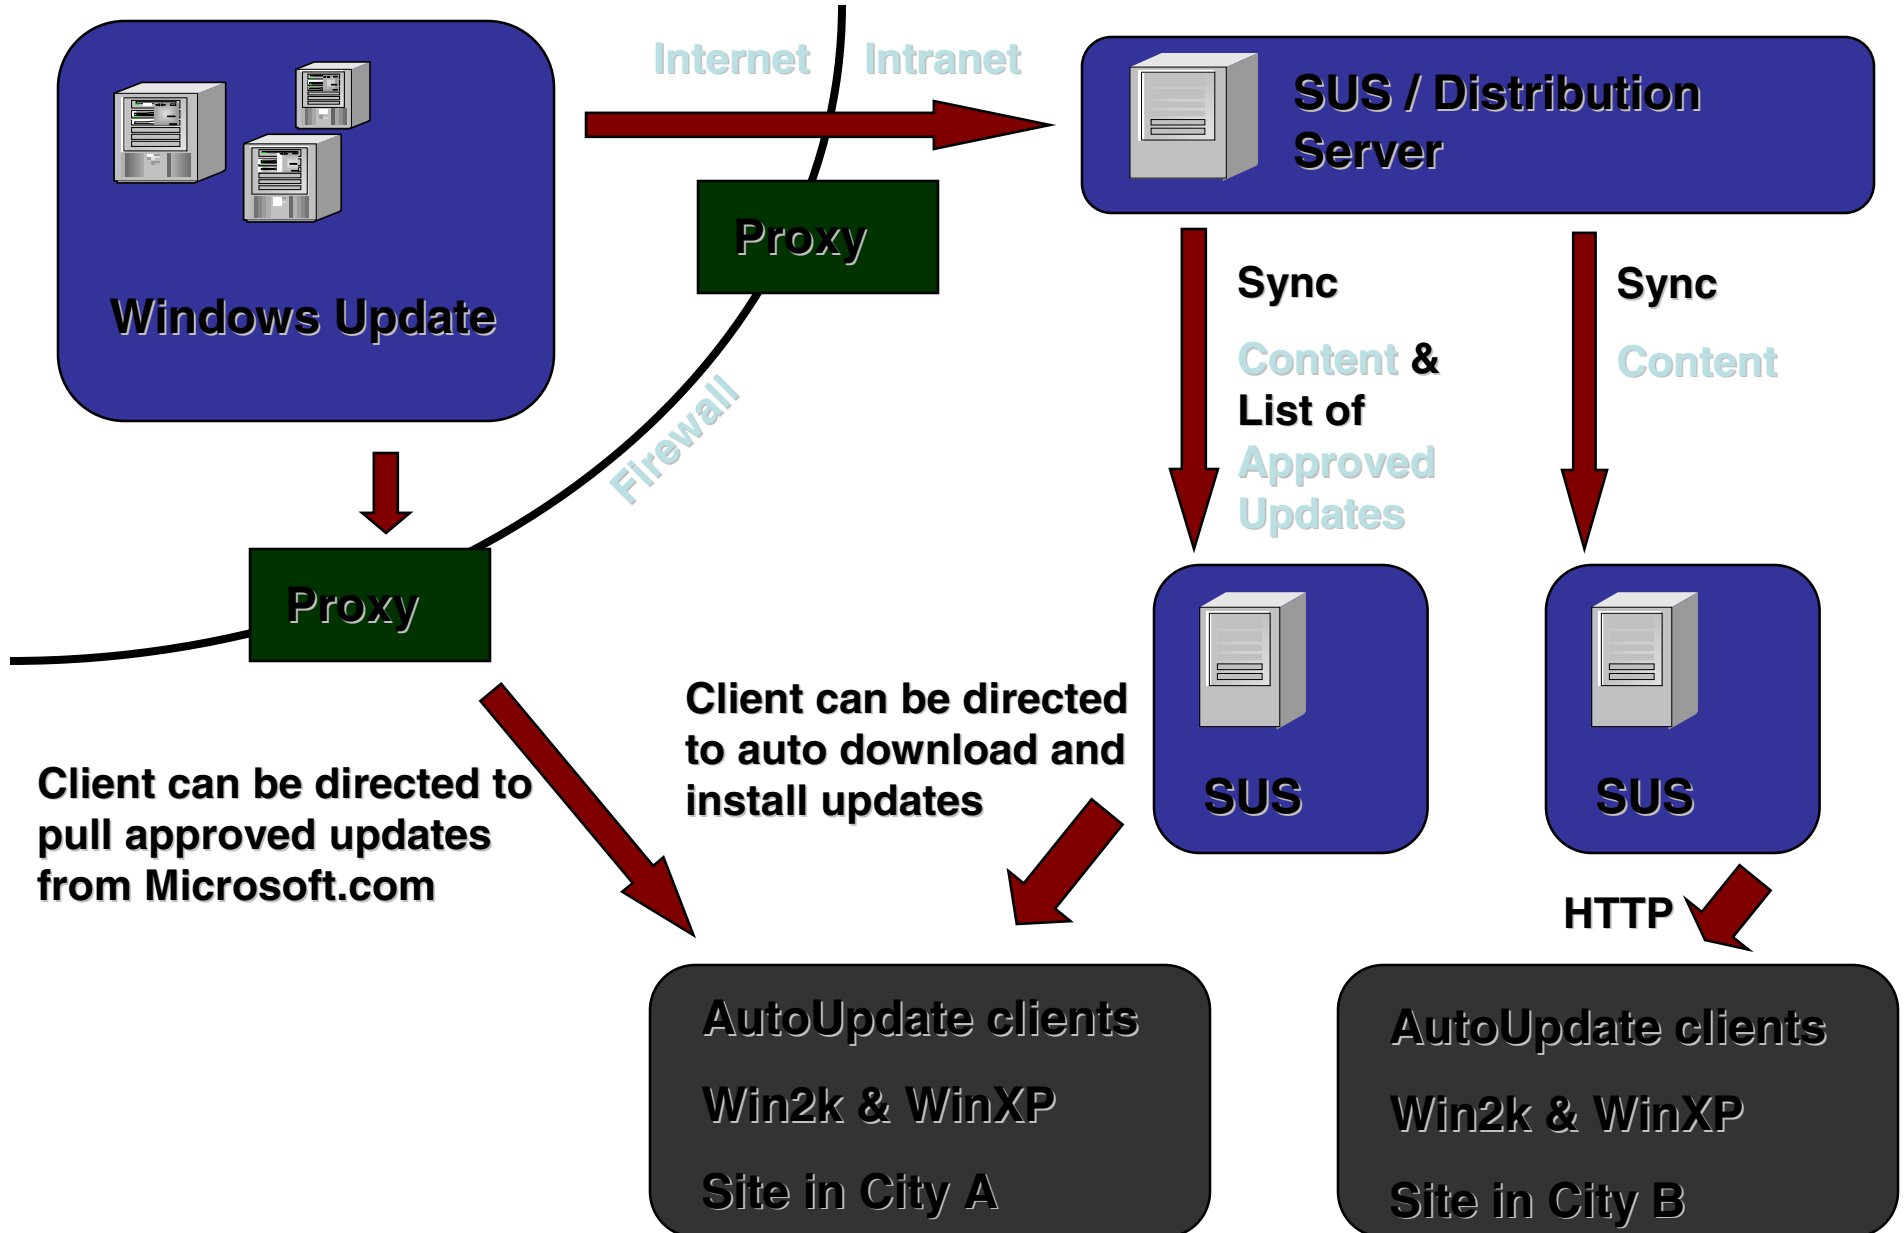 Internet
Intranet
SUS / Distribution
Server
Windows Update
Proxy
Firewall
Sync
Content &
List of
Approved
Updates
Sync
Content
Proxy
Client can be directed to
pull approved updates
from Microsoft.com
Client can be directed
to auto download and
install updates
SUS
SUS
HTTP
AutoUpdate clients
Win2k & WinXP
Site in City A
AutoUpdate clients
Win2k & WinXP
Site in City B